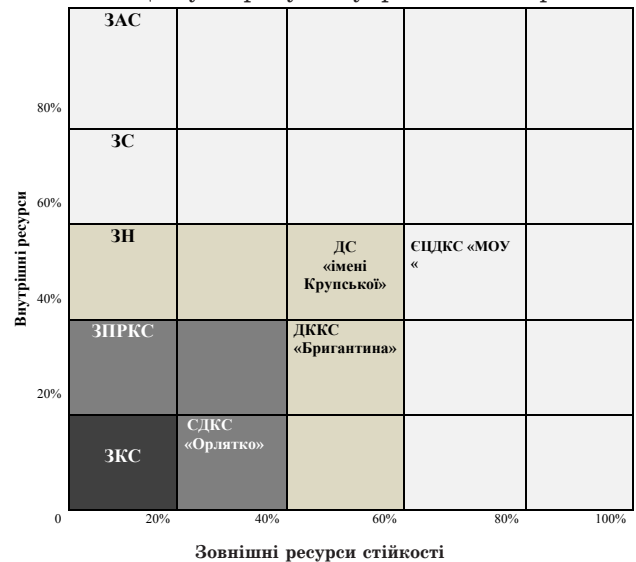 ЗАС
80%
ЗС
60%
ЗН
ДС
«імені
Крупської»
ЄЦДКС «МОУ
«
40%
ЗПРКС
ДККС
«Бригантина»
20%
СДКС
«Орлятко»
ЗКС
Внутрішні ресурси
0 20% 40% 60% 80% 100%
Зовнішні ресурси стійкості